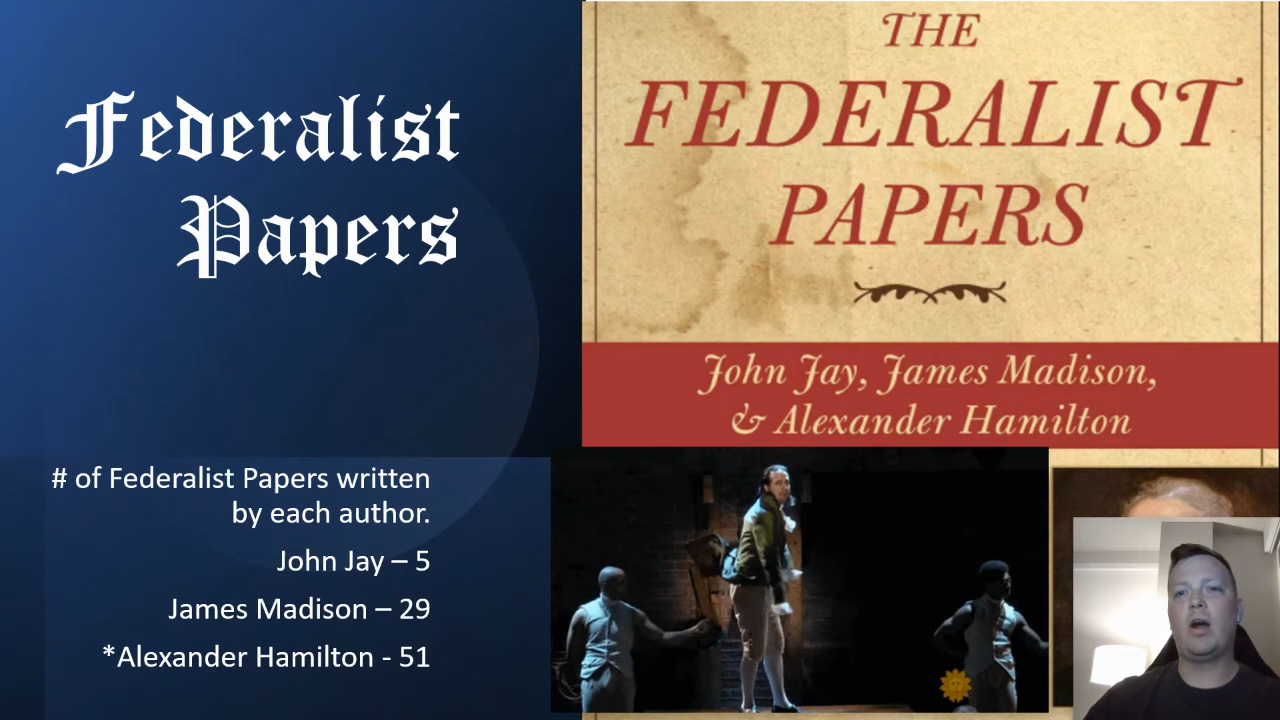 Federalist
Papers
# of Federalist Papers written
by each author.
John Jay – 5
James Madison – 29
*Alexander Hamilton - 51
THE
FEDERALIST
PAPERS
John Jay, James Madison,
& Alexander Hamilton